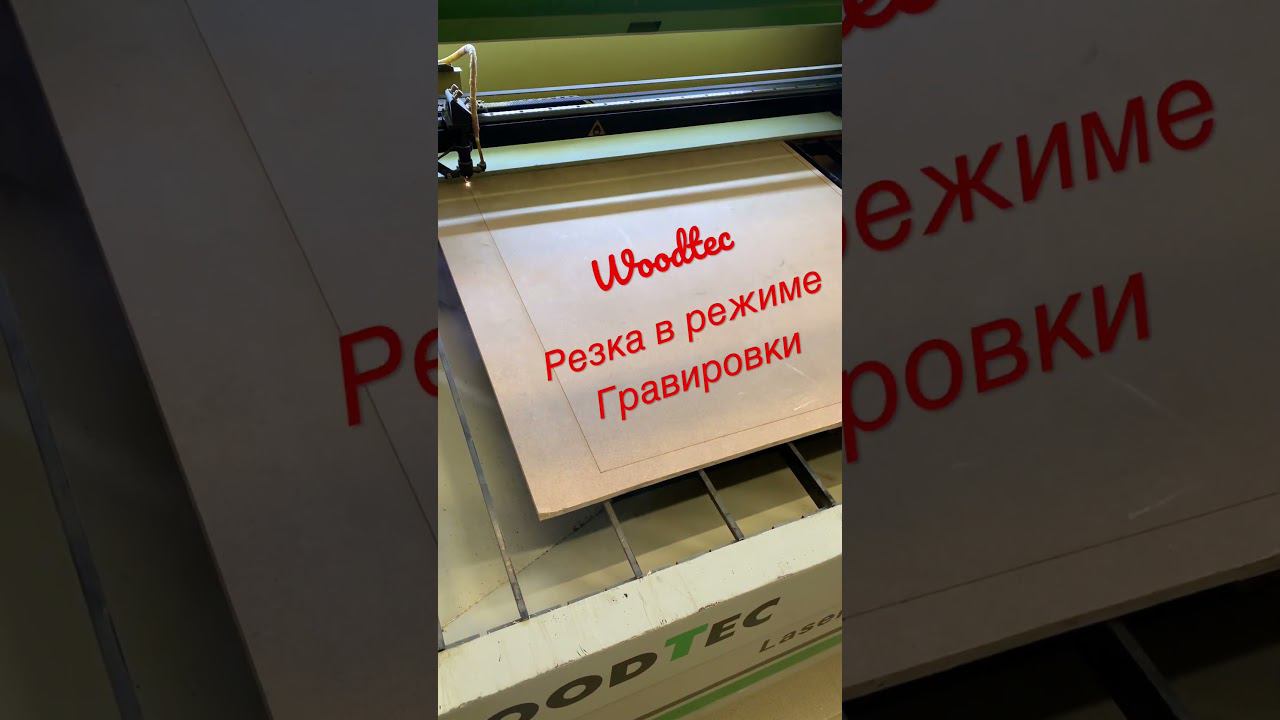 Woodtec
Резка в режиме
Гравировки
OODTEC
Laser